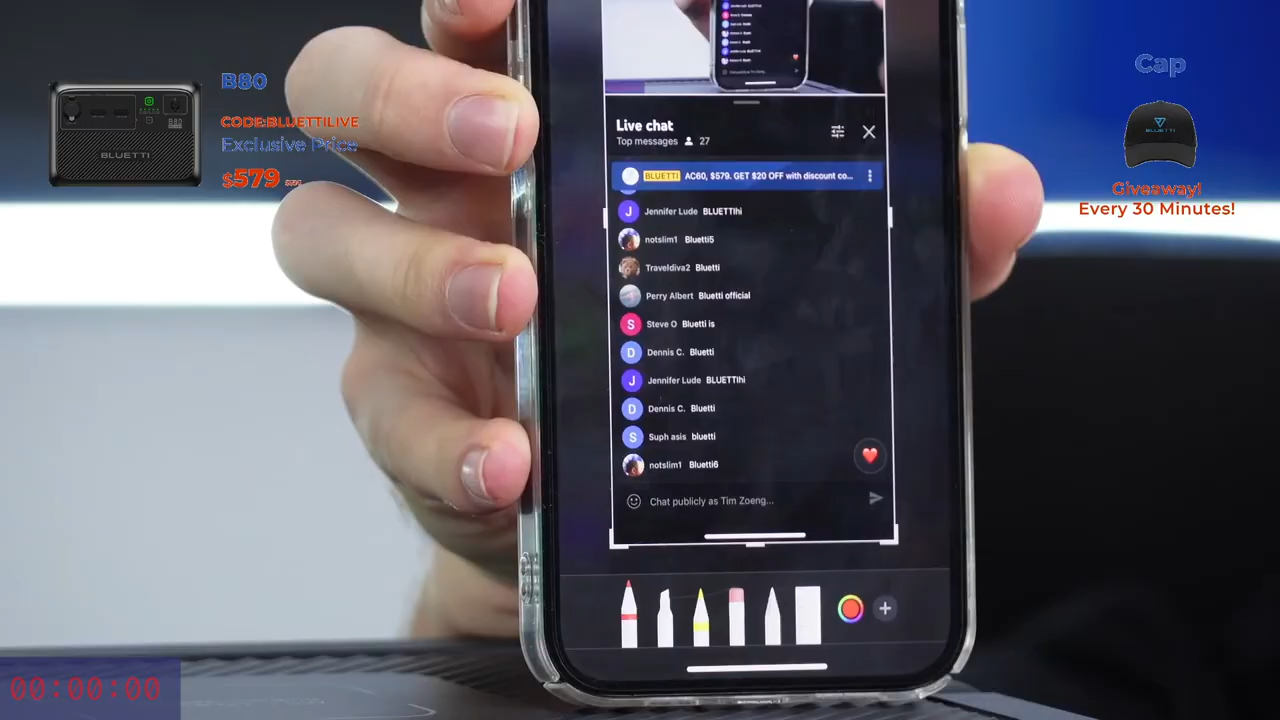 B80
CODE:BLUETTILIVE
Exclusive Price
$579
BLUETTI
Cap
BLUETTI
Giveaway!
Every 30 Minutes!
Live chat
Top messages 27
BLUETTI AC60, $579. GET $20 OFF with discount co...
J Jennifer Lude BLUETTIhi
notslim1 Bluetti5
Traveldiva2 Bluetti
Perry Albert Bluetti official
S Steve O Bluetti is
D Dennis C. Bluetti
J Jennifer Lude BLUETTIhi
D Dennis C. Bluetti
S Suph asis bluetti
notslim1 Bluetti6
Chat publicly as Tim Zoeng...
00:00:00